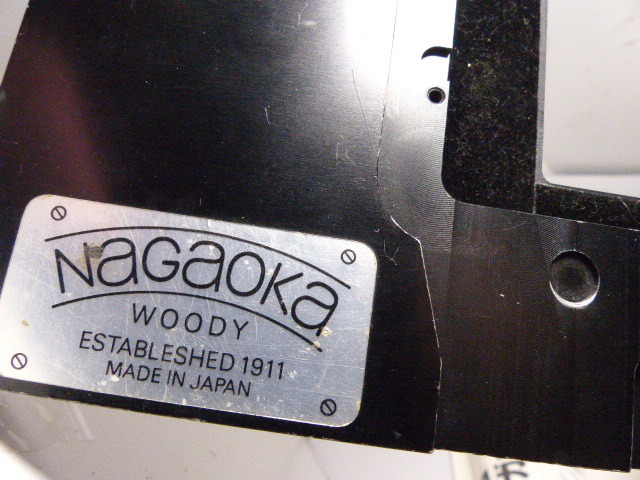 NAGAOKA
WOODY
ESTABLESHED 1911
MADE IN JAPAN